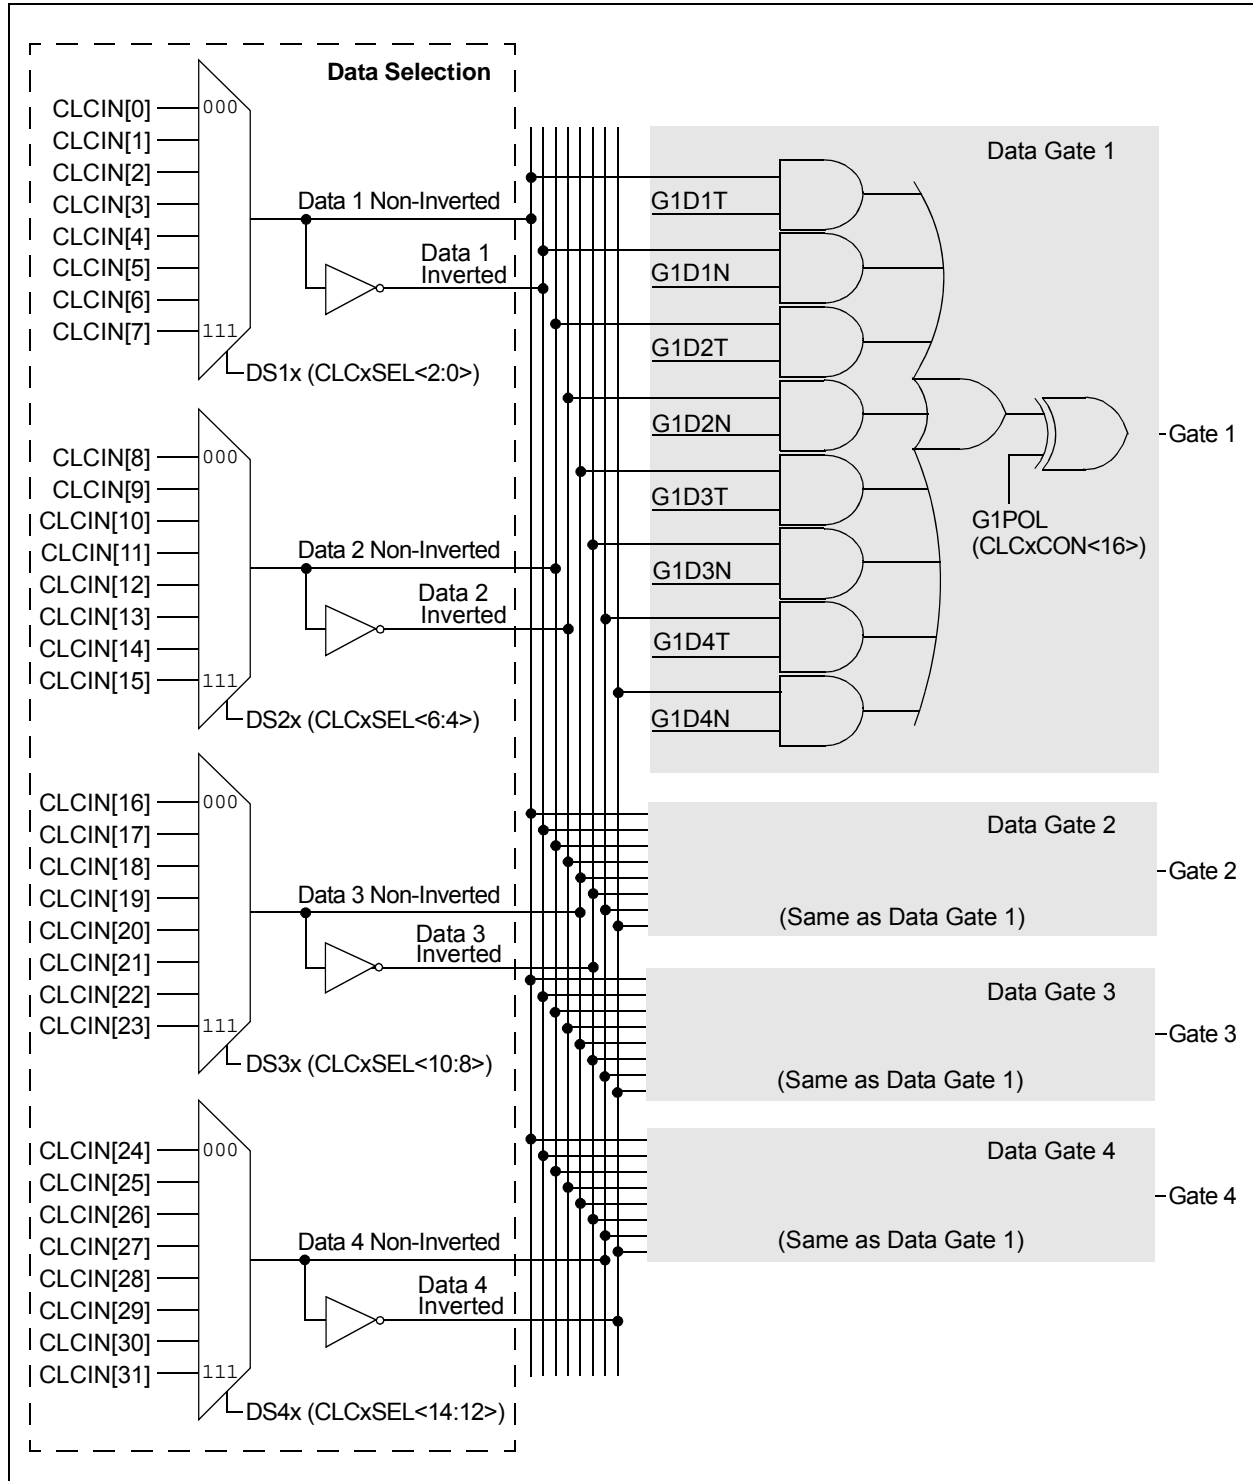 Data Selection
CLCIN[0]
CLCIN[1]
CLCIN[2]
CLCIN[3]
CLCIN[4]
CLCIN[5]
CLCIN[6]
CLCIN[7]
000
111
Data 1 Non-Inverted
Data 1
Inverted
DS1x (CLCxSEL<2:0>)
CLCIN[8]
CLCIN[9]
CLCIN[10]
CLCIN[11]
CLCIN[12]
CLCIN[13]
CLCIN[14]
CLCIN[15]
000
111
Data 2 Non-Inverted
Data 2
Inverted
DS2x (CLCxSEL<6:4>)
CLCIN[16]
CLCIN[17]
CLCIN[18]
CLCIN[19]
CLCIN[20]
CLCIN[21]
CLCIN[22]
CLCIN[23]
000
111
Data 3 Non-Inverted
Data 3
Inverted
DS3x (CLCxSEL<10:8>)
CLCIN[24]
CLCIN[25]
CLCIN[26]
CLCIN[27]
CLCIN[28]
CLCIN[29]
CLCIN[30]
CLCIN[31]
000
111
Data 4 Non-Inverted
Data 4
Inverted
DS4x (CLCxSEL<14:12>)
Data Gate 1
G1D1T
G1D1N
G1D2T
G1D2N
G1D3T
G1D3N
G1D4T
G1D4N
G1POL
(CLCxCON<16>)
Gate 1
Data Gate 2
(Same as Data Gate 1)
Gate 2
Data Gate 3
(Same as Data Gate 1)
Gate 3
Data Gate 4
(Same as Data Gate 1)
Gate 4